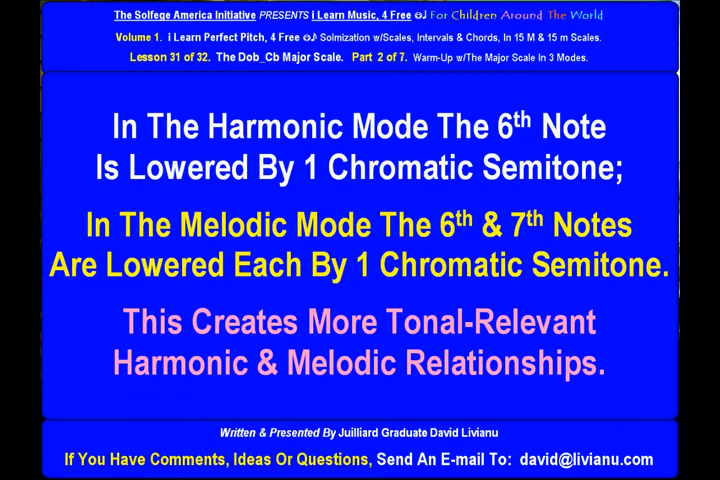 The Solfege America Initiative PRESENTS i Learn Music, 4 Free For Children Around The World
Volume 1. i Learn Perfect Pitch, 4 Free Solmization w/Scales, Intervals & Chords, In 15 M & 15 m Scales.
Lesson 31 of 32. The Dob_Cb Major Scale. Part 2 of 7. Warm-Up w/The Major Scale In 3 Modes.
In The Harmonic Mode The 6th Note
Is Lowered By 1 Chromatic Semitone;
In The Melodic Mode The 6th & 7th Notes
Are Lowered Each By 1 Chromatic Semitone.
This Creates More Tonal-Relevant
Harmonic & Melodic Relationships.
Written & Presented By Juilliard Graduate David Livianu
If You Have Comments, Ideas Or Questions, Send An E-mail To: david@livianu.com